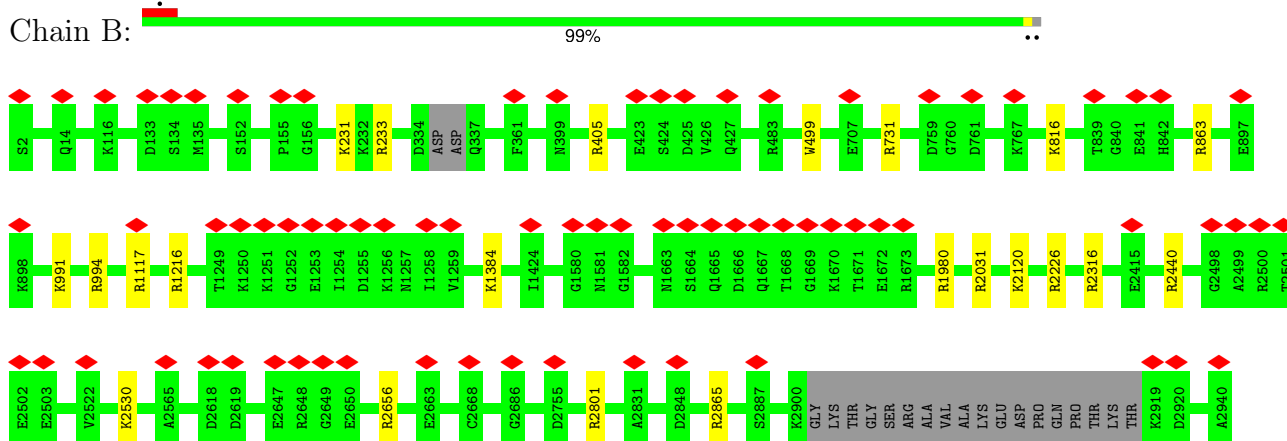 Chain B:
99%
S2 Q14 K116 D133 S134 M135 S152 P155 G156 K231 K232 R233 D334 ASP ASP Q337 F361 N399 R405 E423 S424 D425 V426 Q427 R483 W499 E707 R731 D759 G760 D761 K767 K816 T839 G840 E841 H842 R863 E897
K898 K991 R994 R1117 R1216 T1249 K1250 K1251 G1252 E1253 I1254 D1255 K1256 N1257 I1258 V1259 K1384 I1424 G1580 N1581 G1582 N1663 S1664 Q1665 D1666 Q1667 T1668 G1669 K1670 T1671 E1672 R1673 R1980 R2031 K2120 R2226 R2316 E2415 R2440 G2498 A2499 R2500 T2501
E2502 E2503 V2522 K2530 A2565 D2618 D2619 E2647 R2648 G2649 E2650 R2656 E2663 C2668 G2686 D2755 R2801 A2831 D2848 R2865 S2887 K2900 GLY LYS THR GLY SER ARG ALA VAL ALA LYS GLU ASP PRO GLN PRO THR LYS THR K2919 D2920 A2940